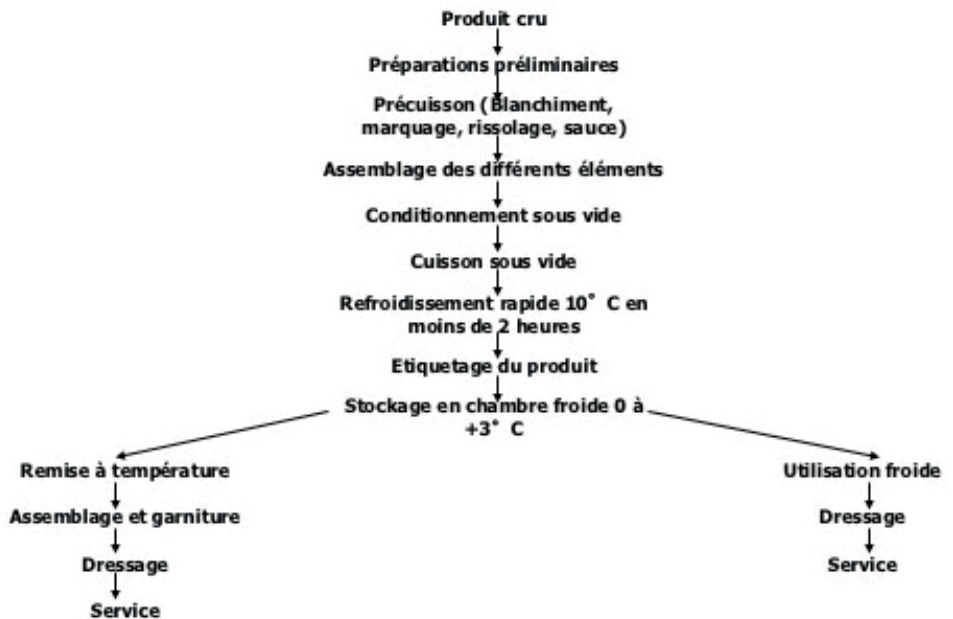 Produit cru
Préparations préliminaires
Précuisson (Blanchiment,
marquage, rissolage, sauce)
Assemblage des différents éléments
Conditionnement sous vide
Cuisson sous vide
Refroidissement rapide 10° C en
moins de 2 heures
Etiquetage du produit
Stockage en chambre froide 0 à
+3° C
Remise à température
Assemblage et garniture
Dressage
Service
Utilisation froide
Dressage
Service